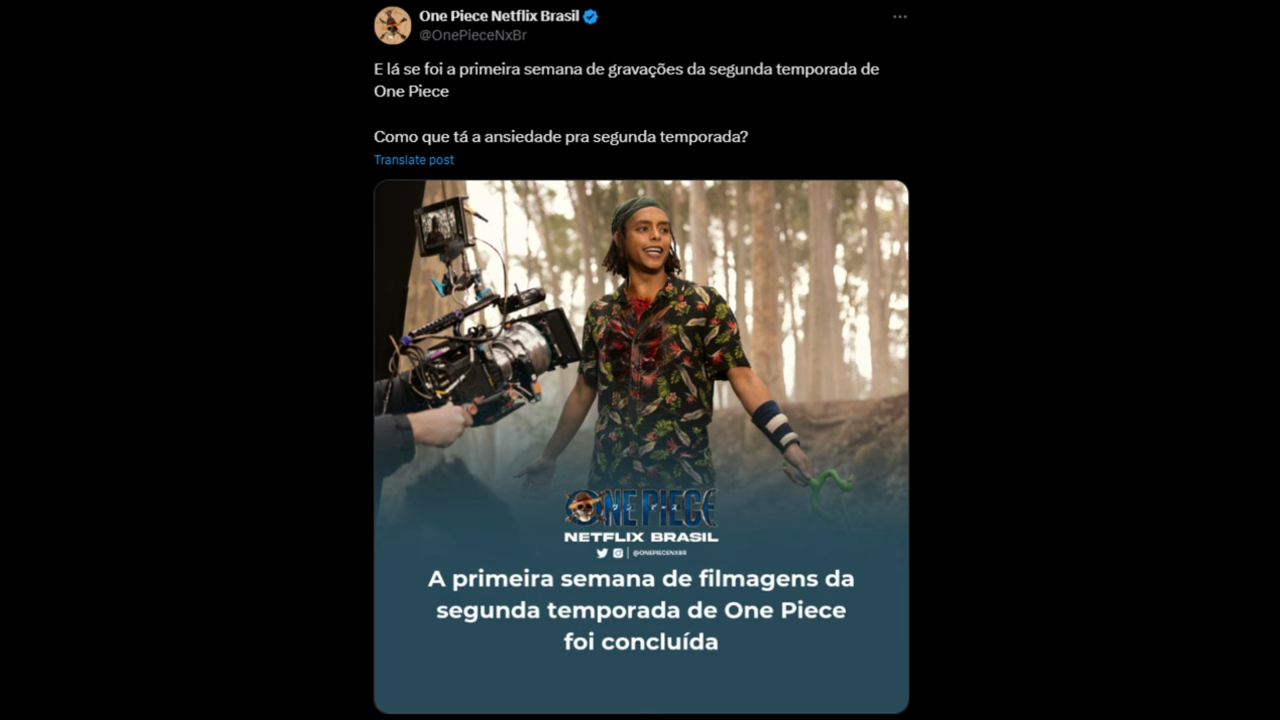 One Piece Netflix Brasil
@OnePieceNxBr
E lá se foi a primeira semana de gravações da segunda temporada de
One Piece
Como que tá a ansiedade pra segunda temporada?
Translate post
ONE PIECE
NETFLIX BRASIL
@ONEPIECENXBR
A primeira semana de filmagens da
segunda temporada de One Piece
foi concluída